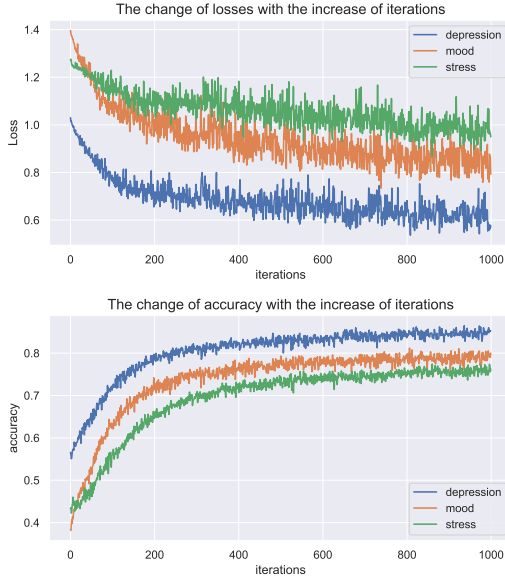 The change of losses with the increase of iterations
1.4
1.2
1.0
0.8
0.6
Loss
depression
mood
stress
0 200 400 600 800 1000
iterations
The change of accuracy with the increase of iterations
0.8
0.7
0.6
0.5
0.4
accuracy
depression
mood
stress
0 200 400 600 800 1000
iterations